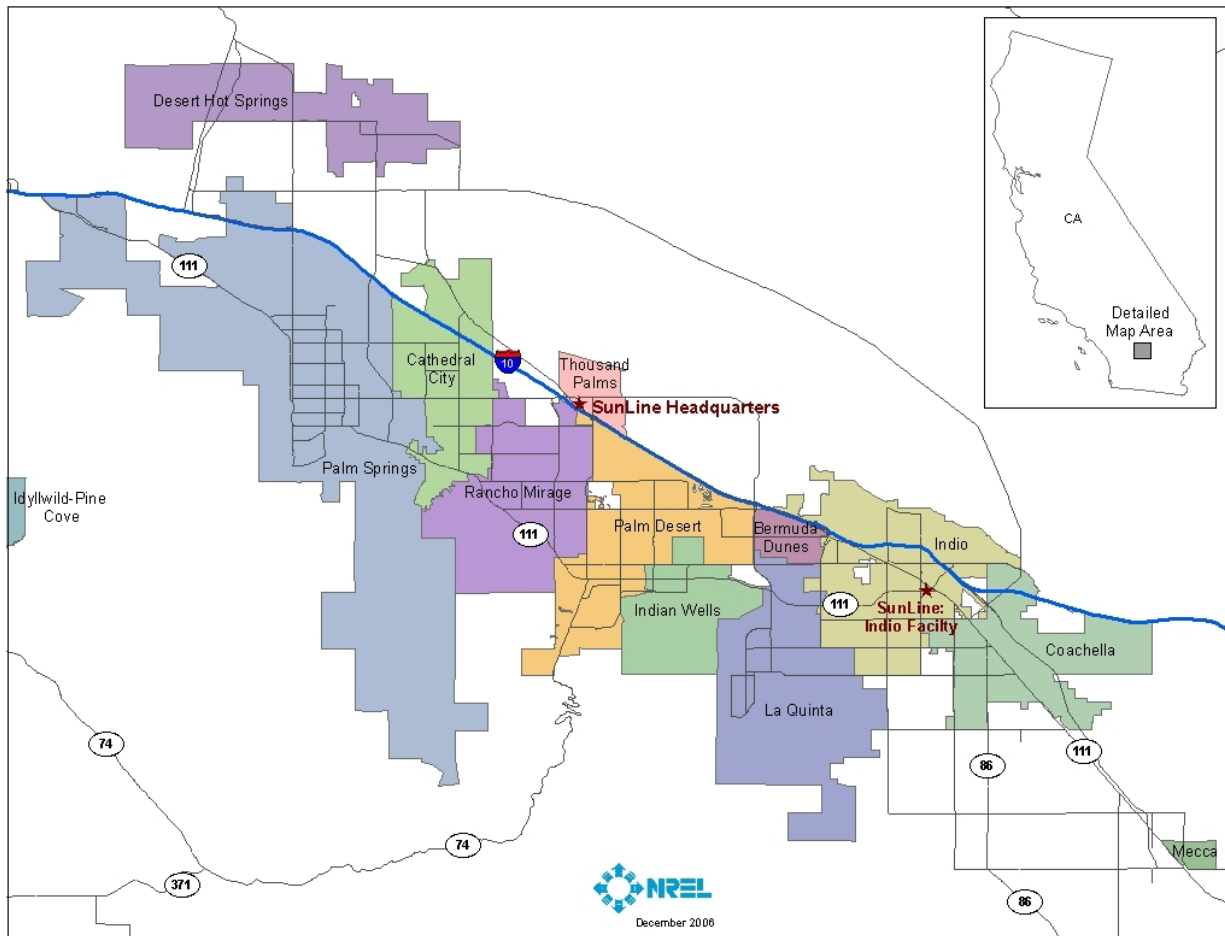 Desert Hot Springs
111
CA
Detailed
Map Area
10
Cathedral
City
Thousand
Palms
SunLine Headquarters
Palm Springs
Idyllwild-Pine
Cove
Rancho Mirage
111
Palm Desert
Bermuda
Dunes
Indio
Indian Wells
111
SunLine:
Indio Facilty
Coachella
La Quinta
74
111
86
74
Mecca
371
86
NREL
December 2006